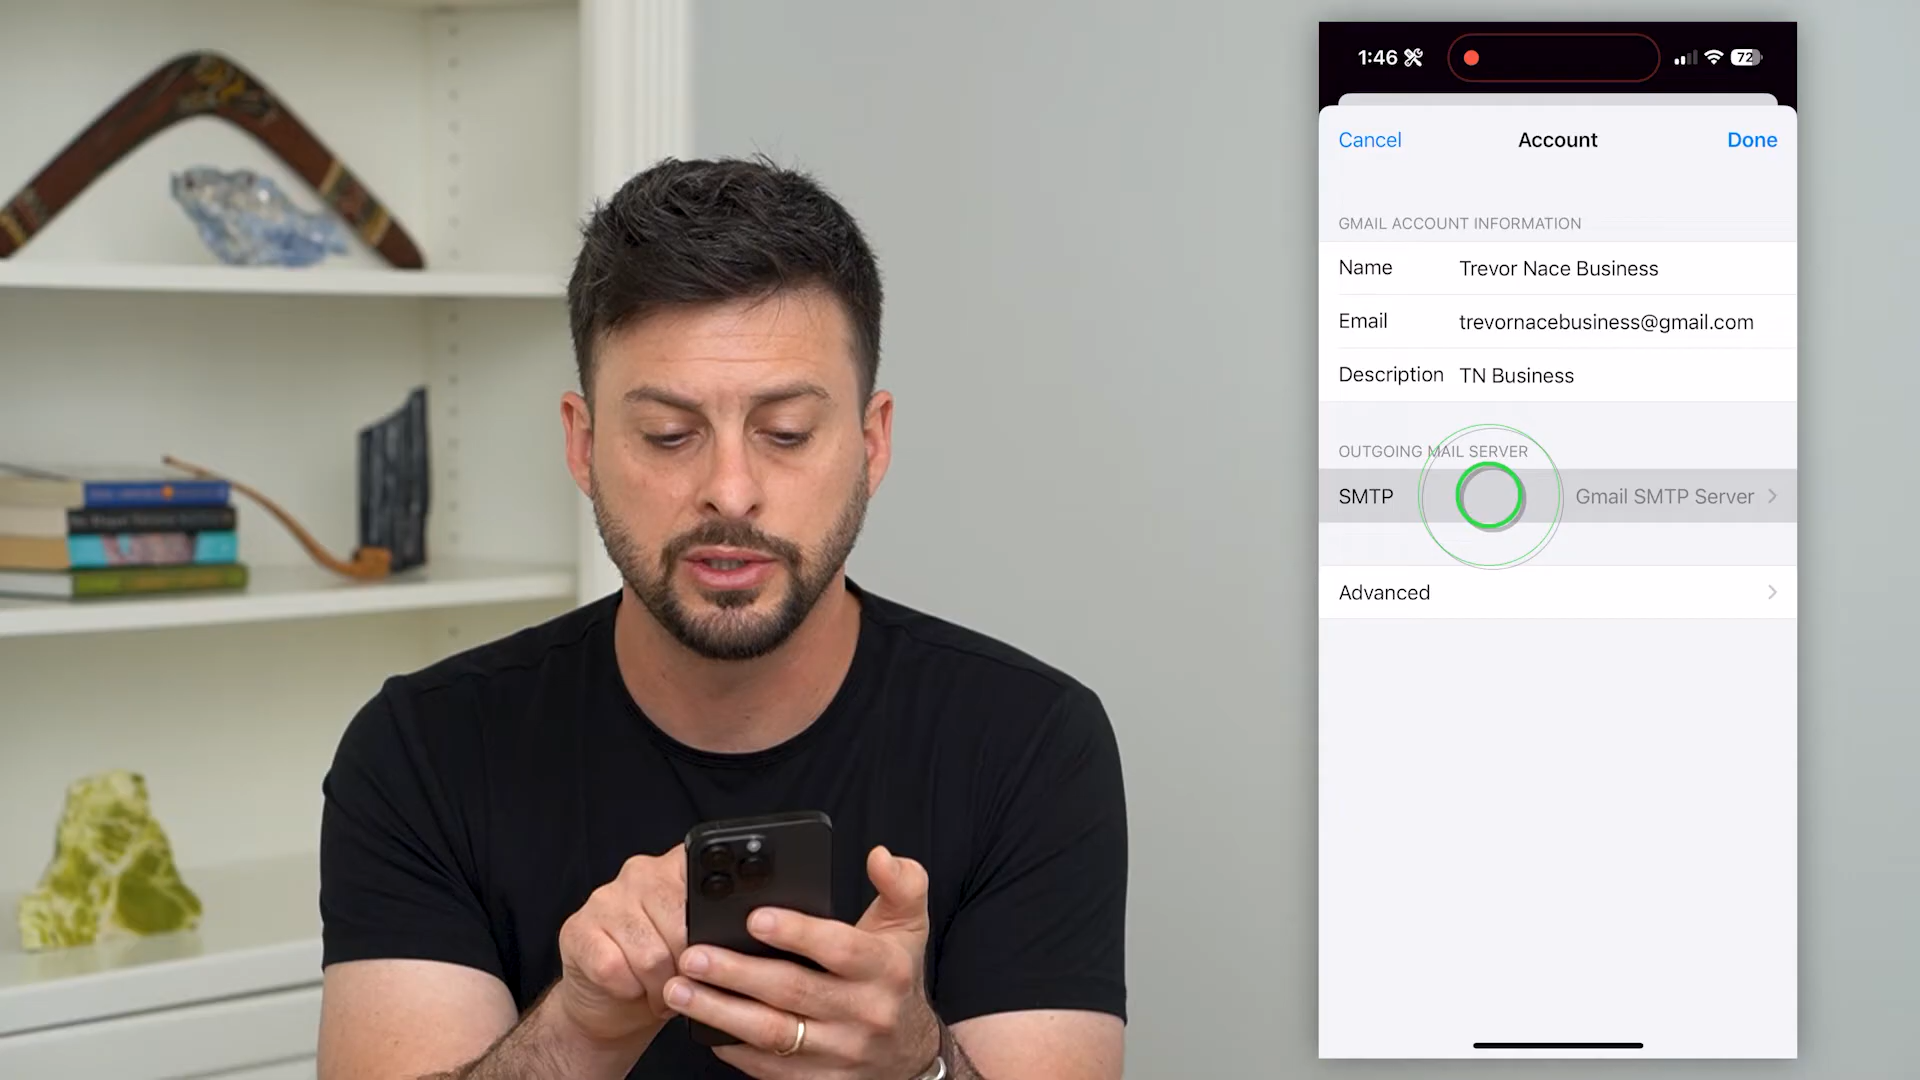 1:46
72
Cancel Account Done
GMAIL ACCOUNT INFORMATION
Name Trevor Nace Business
Email trevornacebusiness@gmail.com
Description TN Business
OUTGOING MAIL SERVER
SMTP Gmail SMTP Server
Advanced